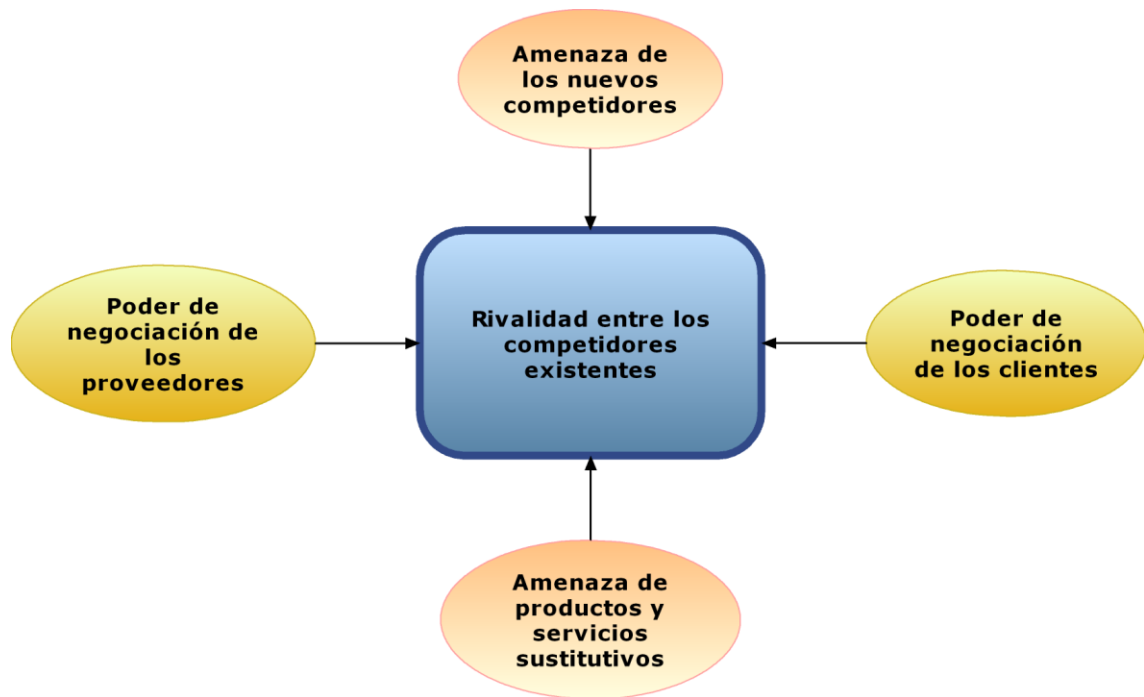 Amenaza de
los nuevos
competidores
Poder de
negociación de
los
proveedores
Rivalidad entre los
competidores
existentes
Poder de
negociación
de los clientes
Amenaza de
productos y
servicios
sustitutivos